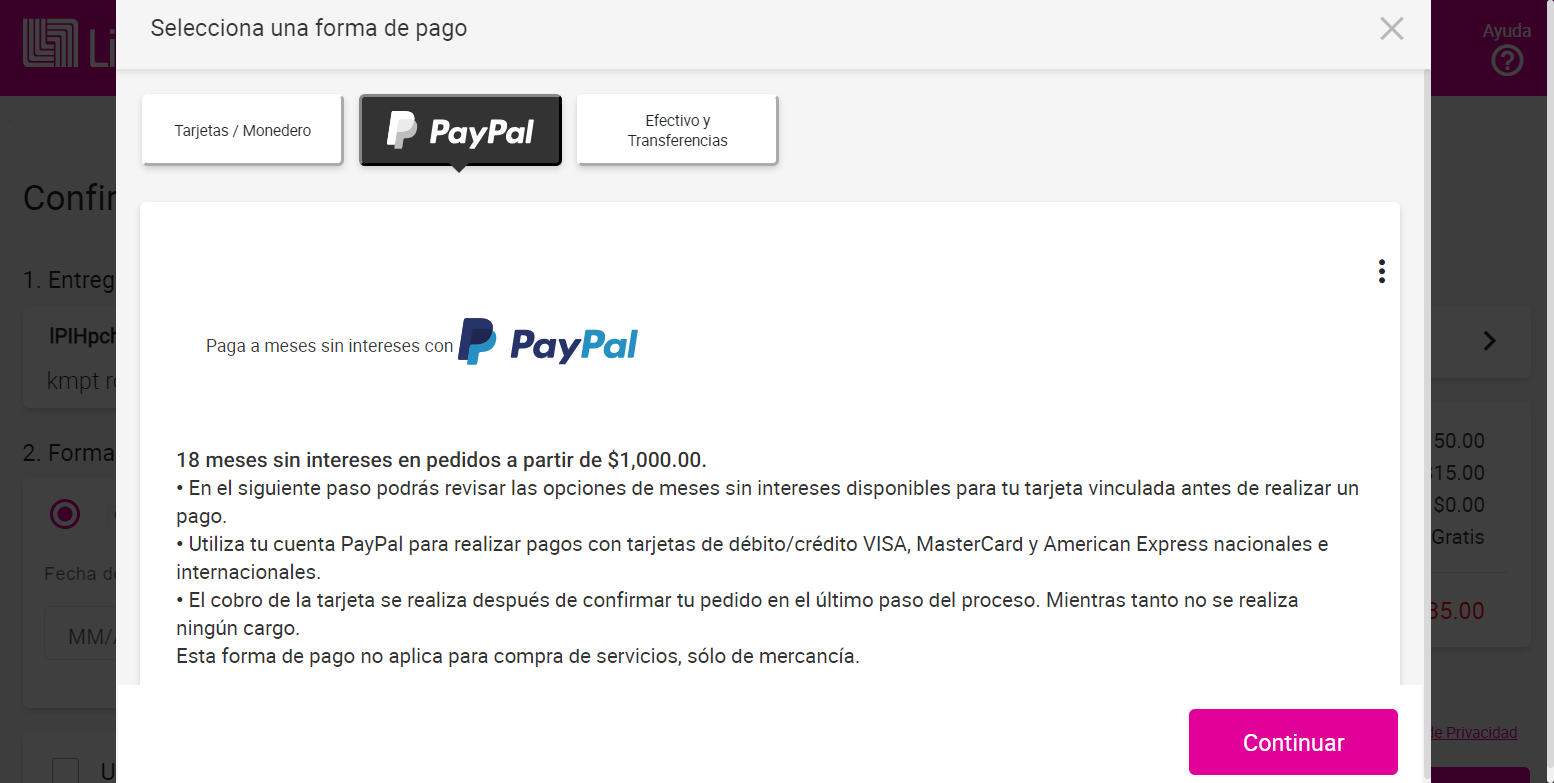 Selecciona una forma de pago
Ayuda
Tarjetas / Monedero
PayPal
Efectivo y
Transferencias
1. Entreg
kmpt
2. Forma
Fecha
MM/
Paga a meses sin intereses con PayPal
18 meses sin intereses en pedidos a partir de $1,000.00.
• En el siguiente paso podrás revisar las opciones de meses sin intereses disponibles para tu tarjeta vinculada antes de realizar un
pago.
• Utiliza tu cuenta PayPal para realizar pagos con tarjetas de débito/crédito VISA, MasterCard y American Express nacionales e
internacionales.
• El cobro de la tarjeta se realiza después de confirmar tu pedido en el último paso del proceso. Mientras tanto no se realiza
ningún cargo.
Esta forma de pago no aplica para compra de servicios, sólo de mercancía.
50.00
15.00
$0.00
Gratis
35.00
de Privacidad
Continuar